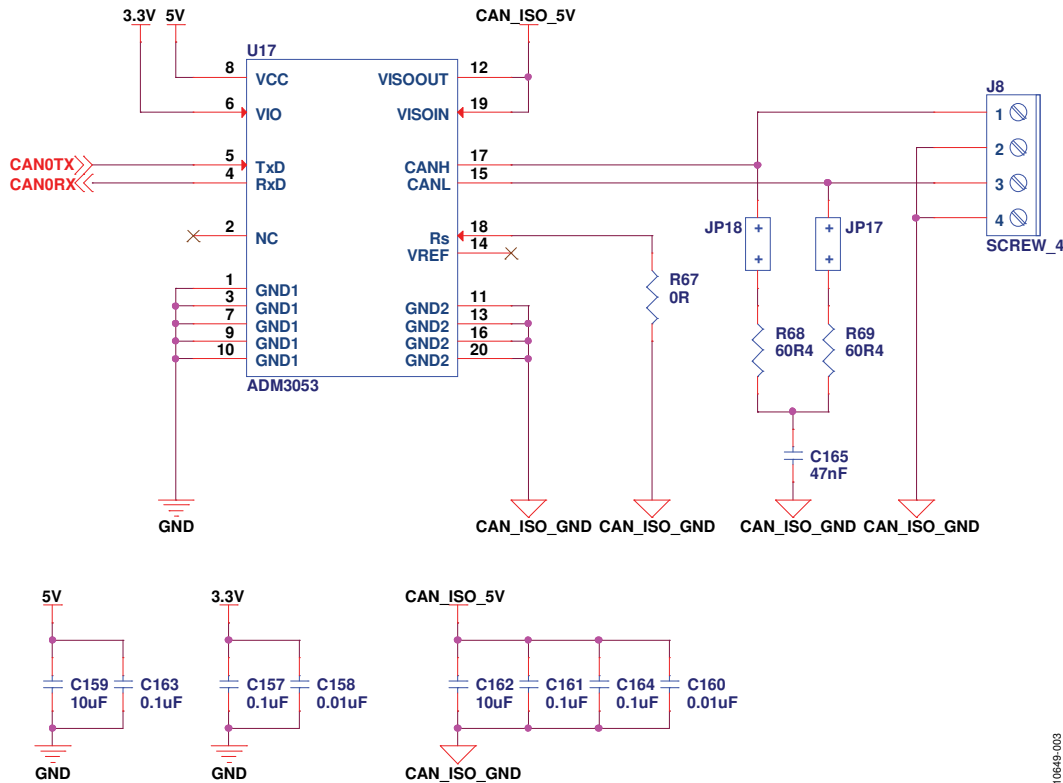 3.3V 5V
CAN_ISO_5V
U17
8 VCC VISOOUT 12
6 VIO VISOIN 19
J8
1
2
3
4
SCREW_4
CAN0TX 5 TxD CANH 17
CAN0RX 4 RxD CANL 15
2 NC Rs 18
VREF 14
JP18 JP17
R67
0R
1 GND1
3 GND1 GND2 11
7 GND1 GND2 13
9 GND1 GND2 16
10 GND1 GND2 20
ADM3053
R68 R69
60R4 60R4
C165
47nF
GND CAN_ISO_GND CAN_ISO_GND CAN_ISO_GND CAN_ISO_GND
5V 3.3V CAN_ISO_5V
C159 C163 C157 C158 C162 C161 C164 C160
10uF 0.1uF 0.1uF 0.01uF 10uF 0.1uF 0.1uF 0.01uF
GND GND CAN_ISO_GND
10649-003